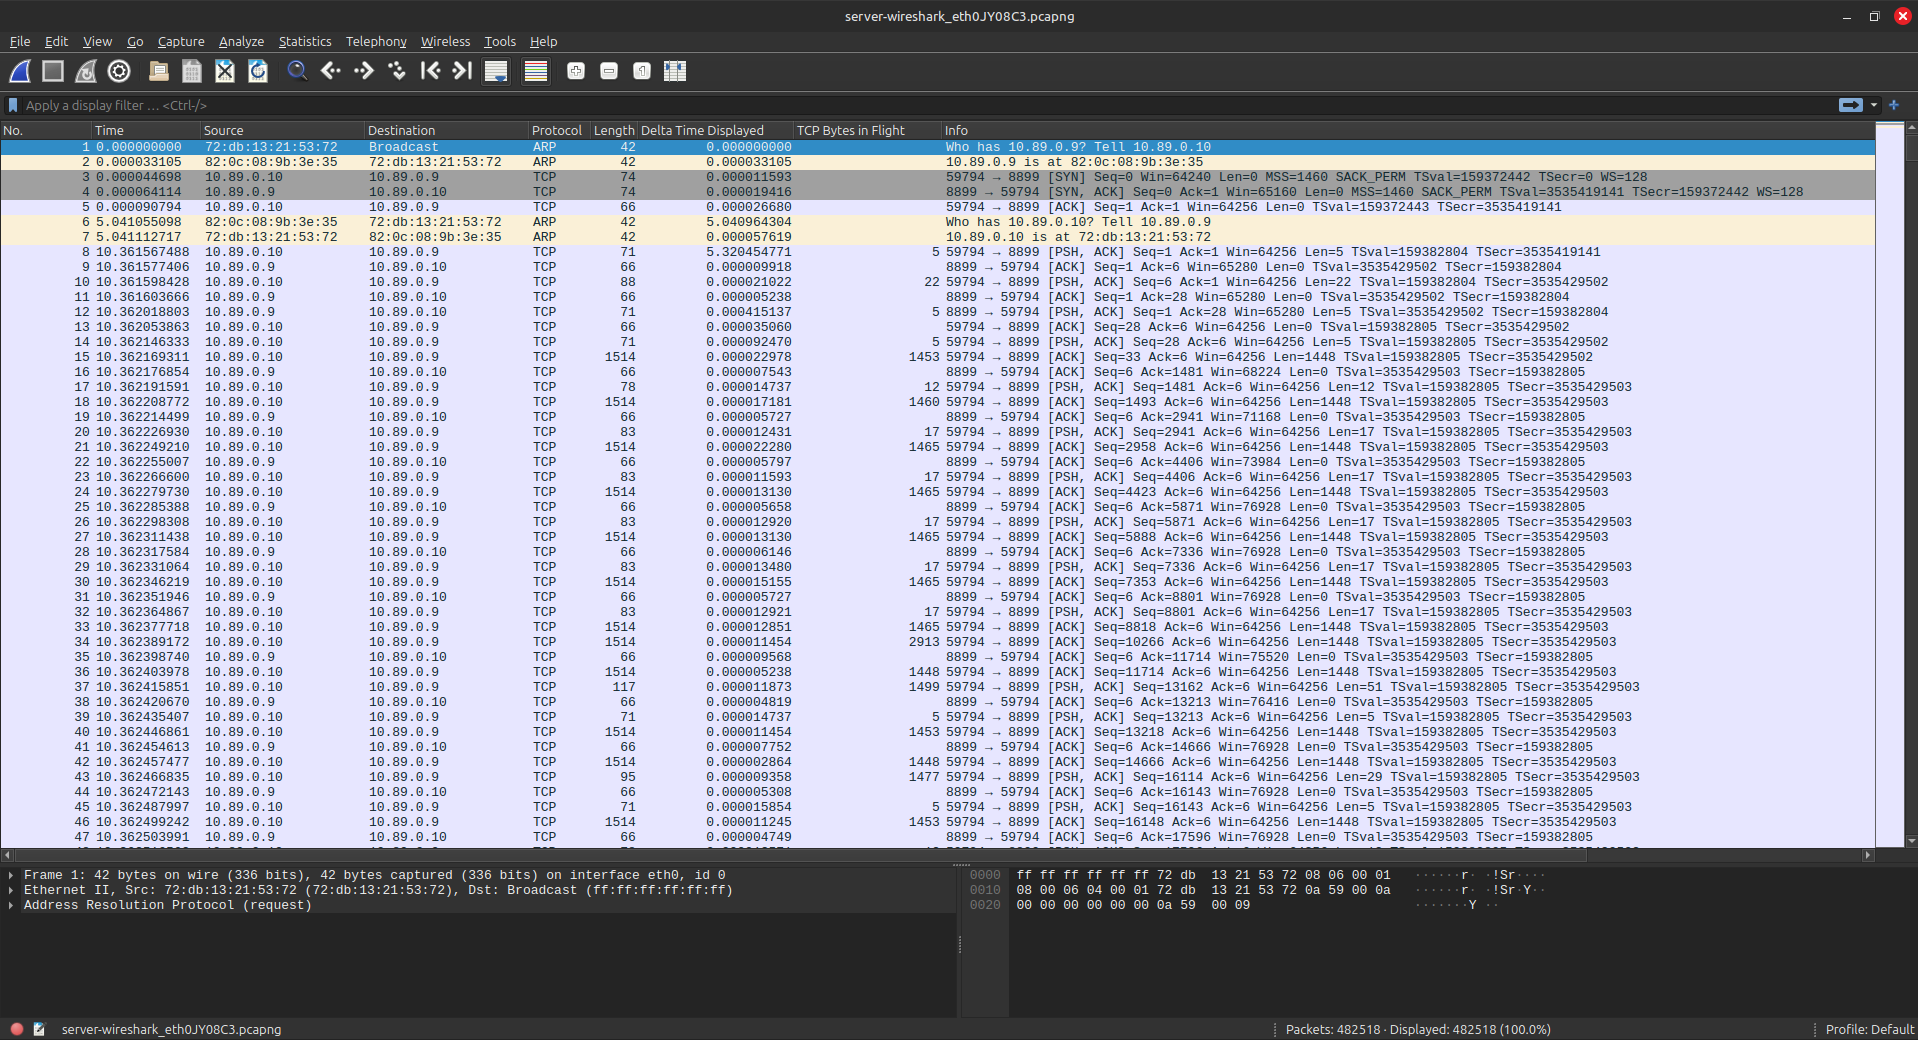 server-wireshark_eth0JY08C3.pcapng
File Edit View Go Capture Analyze Statistics Telephony Wireless Tools Help
Apply a display filter … <Ctrl-/>
No. Time Source Destination Protocol Length Delta Time Displayed TCP Bytes in Flight Info
1 0.000000000 72:db:13:21:53:72 Broadcast ARP 42 0.000000000 Who has 10.89.0.9? Tell 10.89.0.10
2 0.000033105 82:0c:08:9b:3e:35 72:db:13:21:53:72 ARP 42 0.000033105 10.89.0.9 is at 82:0c:08:9b:3e:35
3 0.000044698 10.89.0.10 10.89.0.9 TCP 74 0.000011593 59794 → 8899 [SYN] Seq=0 Win=64240 Len=0 MSS=1460 SACK_PERM TSval=159372442 TSecr=0 WS=128
4 0.000064114 10.89.0.9 10.89.0.10 TCP 74 0.000019416 8899 → 59794 [SYN, ACK] Seq=0 Ack=1 Win=65160 Len=0 MSS=1460 SACK_PERM TSval=3535419141 TSecr=159372442 WS=128
5 0.000090794 10.89.0.10 10.89.0.9 TCP 66 0.000026680 59794 → 8899 [ACK] Seq=1 Ack=1 Win=64256 Len=0 TSval=159372443 TSecr=3535419141
6 5.041055098 82:0c:08:9b:3e:35 72:db:13:21:53:72 ARP 42 5.040964304 Who has 10.89.0.10? Tell 10.89.0.9
7 5.041112717 72:db:13:21:53:72 82:0c:08:9b:3e:35 ARP 42 0.000057619 10.89.0.10 is at 72:db:13:21:53:72
8 10.361567488 10.89.0.10 10.89.0.9 TCP 71 5.320454771 5 59794 → 8899 [PSH, ACK] Seq=1 Ack=1 Win=64256 Len=5 TSval=159382804 TSecr=3535419141
9 10.361577406 10.89.0.9 10.89.0.10 TCP 66 0.000009918 8899 → 59794 [ACK] Seq=1 Ack=6 Win=65280 Len=0 TSval=3535429502 TSecr=159382804
10 10.361598428 10.89.0.10 10.89.0.9 TCP 88 0.000021022 22 59794 → 8899 [PSH, ACK] Seq=6 Ack=1 Win=64256 Len=22 TSval=159382804 TSecr=3535429502
11 10.361603666 10.89.0.9 10.89.0.10 TCP 66 0.000005238 8899 → 59794 [ACK] Seq=1 Ack=28 Win=65280 Len=0 TSval=3535429502 TSecr=159382804
12 10.362018803 10.89.0.9 10.89.0.10 TCP 71 0.000415137 5 8899 → 59794 [PSH, ACK] Seq=1 Ack=28 Win=65280 Len=5 TSval=3535429502 TSecr=159382804
13 10.362053863 10.89.0.10 10.89.0.9 TCP 66 0.000035060 59794 → 8899 [ACK] Seq=28 Ack=6 Win=64256 Len=0 TSval=159382805 TSecr=3535429502
14 10.362146333 10.89.0.10 10.89.0.9 TCP 71 0.000092470 5 59794 → 8899 [PSH, ACK] Seq=28 Ack=6 Win=64256 Len=5 TSval=159382805 TSecr=3535429502
15 10.362169311 10.89.0.10 10.89.0.9 TCP 1514 0.000022978 1453 59794 → 8899 [ACK] Seq=33 Ack=6 Win=64256 Len=1448 TSval=159382805 TSecr=3535429502
16 10.362176854 10.89.0.9 10.89.0.10 TCP 66 0.000007543 8899 → 59794 [ACK] Seq=6 Ack=1481 Win=68224 Len=0 TSval=3535429503 TSecr=159382805
17 10.362191591 10.89.0.10 10.89.0.9 TCP 78 0.000014737 12 59794 → 8899 [PSH, ACK] Seq=1481 Ack=6 Win=64256 Len=12 TSval=159382805 TSecr=3535429503
18 10.362208772 10.89.0.10 10.89.0.9 TCP 1514 0.000017181 1460 59794 → 8899 [ACK] Seq=1493 Ack=6 Win=64256 Len=1448 TSval=159382805 TSecr=3535429503
19 10.362214499 10.89.0.9 10.89.0.10 TCP 66 0.000005727 8899 → 59794 [ACK] Seq=6 Ack=2941 Win=71168 Len=0 TSval=3535429503 TSecr=159382805
20 10.362226930 10.89.0.10 10.89.0.9 TCP 83 0.000012431 17 59794 → 8899 [PSH, ACK] Seq=2941 Ack=6 Win=64256 Len=17 TSval=159382805 TSecr=3535429503
21 10.362249210 10.89.0.10 10.89.0.9 TCP 1514 0.000022280 1465 59794 → 8899 [ACK] Seq=2958 Ack=6 Win=64256 Len=1448 TSval=159382805 TSecr=3535429503
22 10.362255007 10.89.0.9 10.89.0.10 TCP 66 0.000005797 8899 → 59794 [ACK] Seq=6 Ack=4406 Win=73984 Len=0 TSval=3535429503 TSecr=159382805
23 10.362266600 10.89.0.10 10.89.0.9 TCP 83 0.000011593 17 59794 → 8899 [PSH, ACK] Seq=4406 Ack=6 Win=64256 Len=17 TSval=159382805 TSecr=3535429503
24 10.362279730 10.89.0.10 10.89.0.9 TCP 1514 0.000013130 1465 59794 → 8899 [ACK] Seq=4423 Ack=6 Win=64256 Len=1448 TSval=159382805 TSecr=3535429503
25 10.362285388 10.89.0.9 10.89.0.10 TCP 66 0.000005658 8899 → 59794 [ACK] Seq=6 Ack=5871 Win=76928 Len=0 TSval=3535429503 TSecr=159382805
26 10.362298308 10.89.0.10 10.89.0.9 TCP 83 0.000012920 17 59794 → 8899 [PSH, ACK] Seq=5871 Ack=6 Win=64256 Len=17 TSval=159382805 TSecr=3535429503
27 10.362311438 10.89.0.10 10.89.0.9 TCP 1514 0.000013130 1465 59794 → 8899 [ACK] Seq=5888 Ack=6 Win=64256 Len=1448 TSval=159382805 TSecr=3535429503
28 10.362317584 10.89.0.9 10.89.0.10 TCP 66 0.000006146 8899 → 59794 [ACK] Seq=6 Ack=7336 Win=76928 Len=0 TSval=3535429503 TSecr=159382805
29 10.362331064 10.89.0.10 10.89.0.9 TCP 83 0.000013480 17 59794 → 8899 [PSH, ACK] Seq=7336 Ack=6 Win=64256 Len=17 TSval=159382805 TSecr=3535429503
30 10.362346219 10.89.0.10 10.89.0.9 TCP 1514 0.000015155 1465 59794 → 8899 [ACK] Seq=7353 Ack=6 Win=64256 Len=1448 TSval=159382805 TSecr=3535429503
31 10.362351946 10.89.0.9 10.89.0.10 TCP 66 0.000005727 8899 → 59794 [ACK] Seq=6 Ack=8801 Win=76928 Len=0 TSval=3535429503 TSecr=159382805
32 10.362364867 10.89.0.10 10.89.0.9 TCP 83 0.000012921 17 59794 → 8899 [PSH, ACK] Seq=8801 Ack=6 Win=64256 Len=17 TSval=159382805 TSecr=3535429503
33 10.362377718 10.89.0.10 10.89.0.9 TCP 1514 0.000012851 1465 59794 → 8899 [ACK] Seq=8818 Ack=6 Win=64256 Len=1448 TSval=159382805 TSecr=3535429503
34 10.362389172 10.89.0.10 10.89.0.9 TCP 1514 0.000011454 2913 59794 → 8899 [ACK] Seq=10266 Ack=6 Win=64256 Len=1448 TSval=159382805 TSecr=3535429503
35 10.362398740 10.89.0.9 10.89.0.10 TCP 66 0.000009568 8899 → 59794 [ACK] Seq=6 Ack=11714 Win=75520 Len=0 TSval=3535429503 TSecr=159382805
36 10.362403978 10.89.0.10 10.89.0.9 TCP 1514 0.000005238 1448 59794 → 8899 [ACK] Seq=11714 Ack=6 Win=64256 Len=1448 TSval=159382805 TSecr=3535429503
37 10.362415851 10.89.0.10 10.89.0.9 TCP 117 0.000011873 1499 59794 → 8899 [PSH, ACK] Seq=13162 Ack=6 Win=64256 Len=51 TSval=159382805 TSecr=3535429503
38 10.362420670 10.89.0.9 10.89.0.10 TCP 66 0.000004819 8899 → 59794 [ACK] Seq=6 Ack=13213 Win=76416 Len=0 TSval=3535429503 TSecr=159382805
39 10.362435407 10.89.0.10 10.89.0.9 TCP 71 0.000014737 5 59794 → 8899 [PSH, ACK] Seq=13213 Ack=6 Win=64256 Len=5 TSval=159382805 TSecr=3535429503
40 10.362446861 10.89.0.10 10.89.0.9 TCP 1514 0.000011454 1453 59794 → 8899 [ACK] Seq=13218 Ack=6 Win=64256 Len=1448 TSval=159382805 TSecr=3535429503
41 10.362454613 10.89.0.9 10.89.0.10 TCP 66 0.000007752 8899 → 59794 [ACK] Seq=6 Ack=14666 Win=76928 Len=0 TSval=3535429503 TSecr=159382805
42 10.362457477 10.89.0.10 10.89.0.9 TCP 1514 0.000002864 1448 59794 → 8899 [ACK] Seq=14666 Ack=6 Win=64256 Len=1448 TSval=159382805 TSecr=3535429503
43 10.362466835 10.89.0.10 10.89.0.9 TCP 95 0.000009358 1477 59794 → 8899 [PSH, ACK] Seq=16114 Ack=6 Win=64256 Len=29 TSval=159382805 TSecr=3535429503
44 10.362472143 10.89.0.9 10.89.0.10 TCP 66 0.000005308 8899 → 59794 [ACK] Seq=6 Ack=16143 Win=76928 Len=0 TSval=3535429503 TSecr=159382805
45 10.362487997 10.89.0.10 10.89.0.9 TCP 71 0.000015854 5 59794 → 8899 [PSH, ACK] Seq=16143 Ack=6 Win=64256 Len=5 TSval=159382805 TSecr=3535429503
46 10.362499242 10.89.0.10 10.89.0.9 TCP 1514 0.000011245 1453 59794 → 8899 [ACK] Seq=16148 Ack=6 Win=64256 Len=1448 TSval=159382805 TSecr=3535429503
47 10.362503991 10.89.0.9 10.89.0.10 TCP 66 0.000004749 8899 → 59794 [ACK] Seq=6 Ack=17596 Win=76928 Len=0 TSval=3535429503 TSecr=159382805
Frame 1: 42 bytes on wire (336 bits), 42 bytes captured (336 bits) on interface eth0, id 0
Ethernet II, Src: 72:db:13:21:53:72 (72:db:13:21:53:72), Dst: Broadcast (ff:ff:ff:ff:ff:ff)
Address Resolution Protocol (request)
0000 ff ff ff ff ff ff 72 db 13 21 53 72 08 06 00 01 ······r· ·!Sr····
0010 08 00 06 04 00 01 72 db 13 21 53 72 0a 59 00 0a ······r· ·!Sr·Y··
0020 00 00 00 00 00 00 0a 59 00 09 ·······Y ··
server-wireshark_eth0JY08C3.pcapng
Packets: 482518 · Displayed: 482518 (100.0%)
Profile: Default